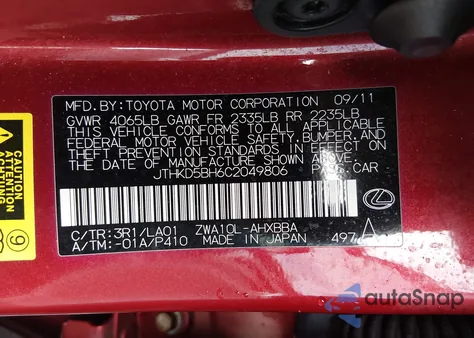 MFD.BY:TOYOTA MOTOR CORPORATION 09/11
GVWR 4065LB GAWR FR 2335LB RR 2235LB
THIS VEHICLE CONFORMS TO ALL APPLICABLE
FEDERAL MOTOR VEHICLE SAFETY, BUMPER, AND
THEFT PREVENTION STANDARDS IN EFFECT ON
THE DATE OF MANUFACTURE SHOWN ABOVE.
JTHKD5BH6C2049806 PASS.CAR
C/TR:3R1/LA01 ZWA10L-AHXBBA
A/TM:-01A/P410 MADE IN JAPAN 497
9
autoSnap